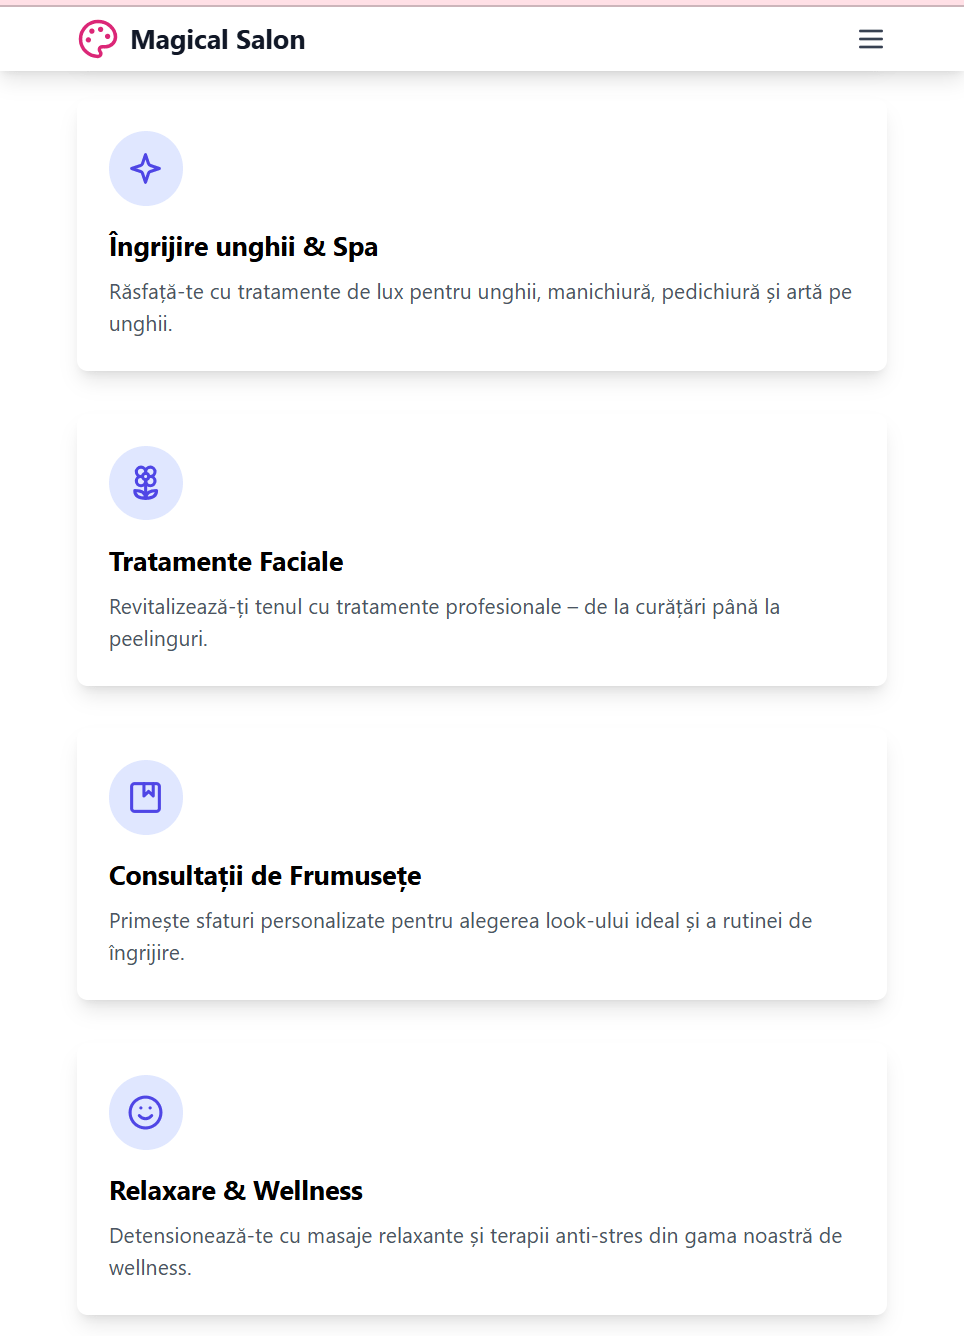 Magical Salon
Îngrijire unghii & Spa
Răsfață-te cu tratamente de lux pentru unghii, manichiură, pedichiură și artă pe
unghii.
Tratamente Faciale
Revitalizează-ți tenul cu tratamente profesionale – de la curățări până la
peelinguri.
Consultații de Frumusețe
Primește sfaturi personalizate pentru alegerea look-ului ideal și a rutinei de
îngrijire.
Relaxare & Wellness
Detensionează-te cu masaje relaxante și terapii anti-stres din gama noastră de
wellness.